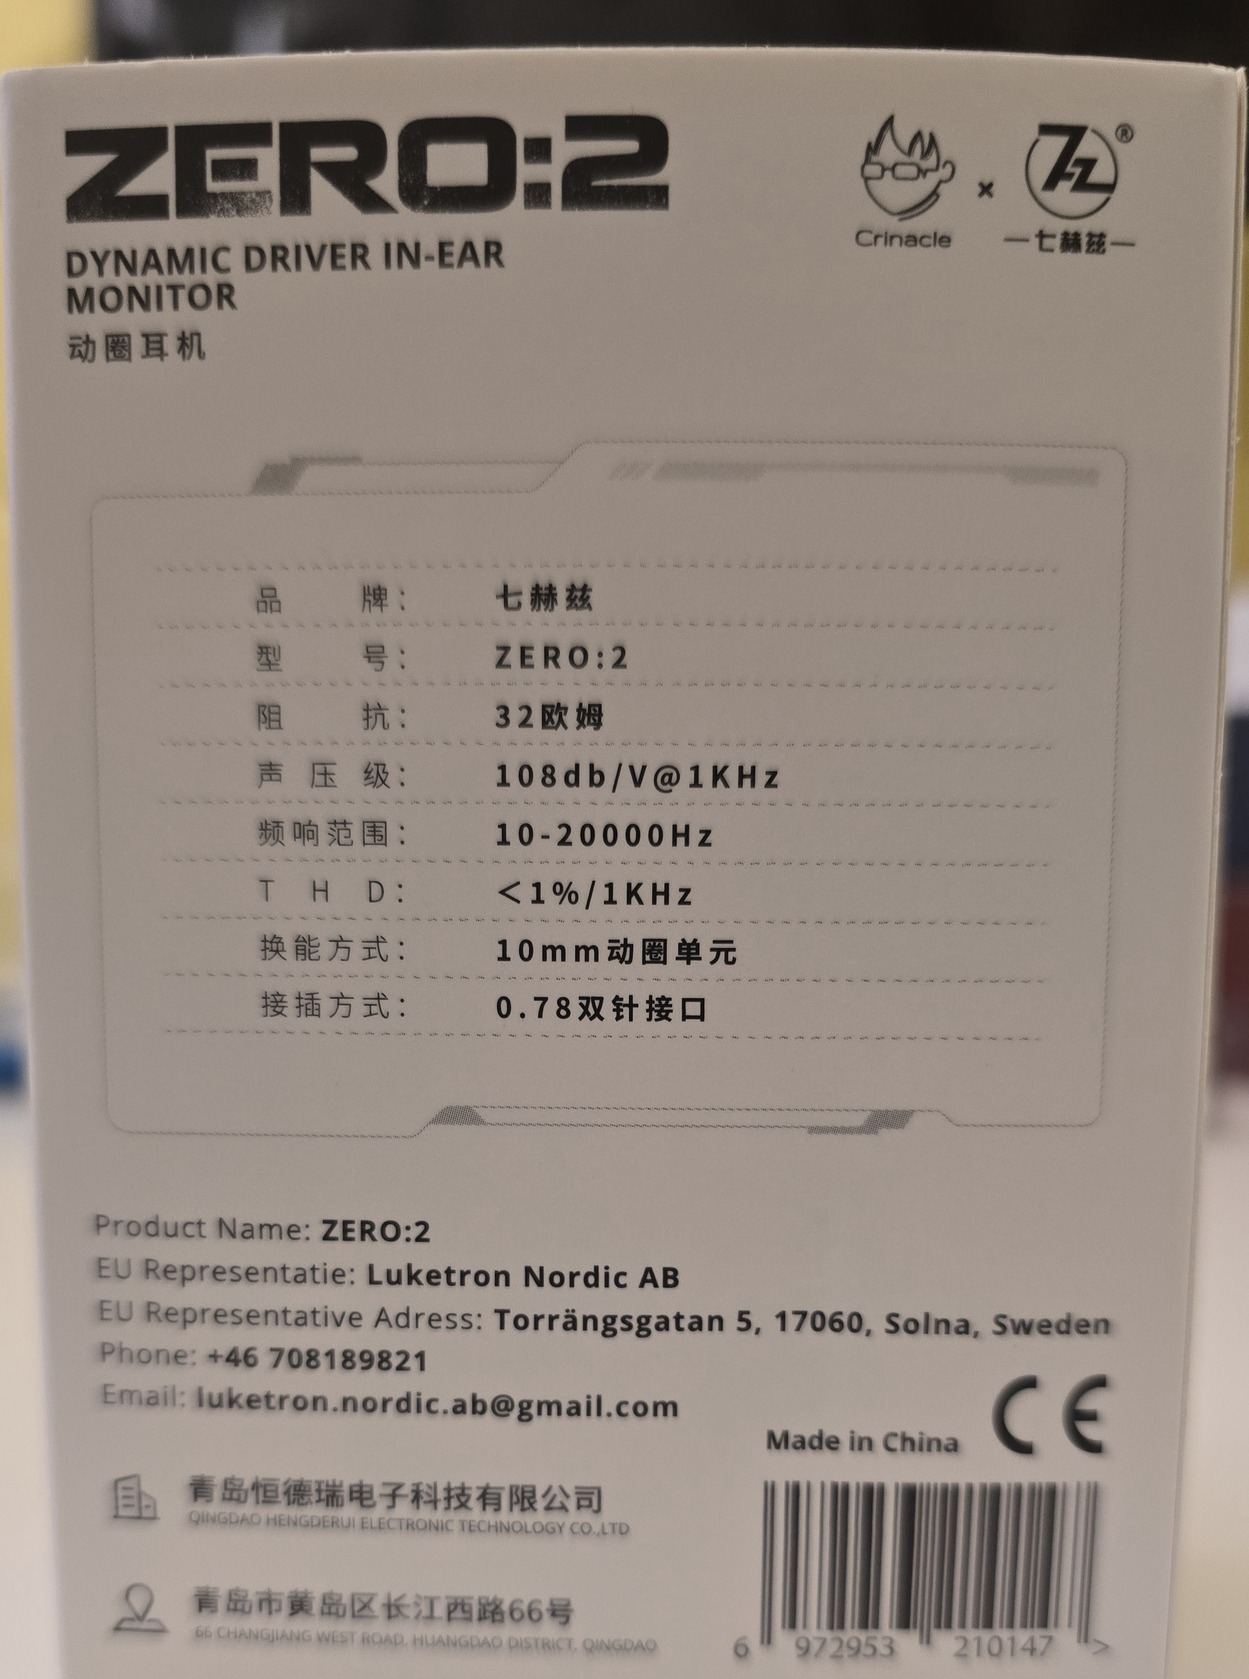 ZERO:2
Crinacle × 7Hz®
七赫兹
DYNAMIC DRIVER IN-EAR
MONITOR
动圈耳机
品牌: 七赫兹
型号: ZERO:2
阻抗: 32欧姆
声压级: 108db/V@1KHz
频响范围: 10-20000Hz
THD: <1%/1KHz
换能方式: 10mm动圈单元
接插方式: 0.78双针接口
Product Name: ZERO:2
EU Representatie: Luketron Nordic AB
EU Representative Adress: Torrängsgatan 5, 17060, Solna, Sweden
Phone: +46 708189821
Email: luketron.nordic.ab@gmail.com
Made in China CE
青岛恒德瑞电子科技有限公司
QINGDAO HENGDERUI ELECTRONIC TECHNOLOGY CO.,LTD
青岛市黄岛区长江西路66号
66 CHANGJIANG WEST ROAD, HUANGDAO DISTRICT, QINGDAO
6 972953 210147 >